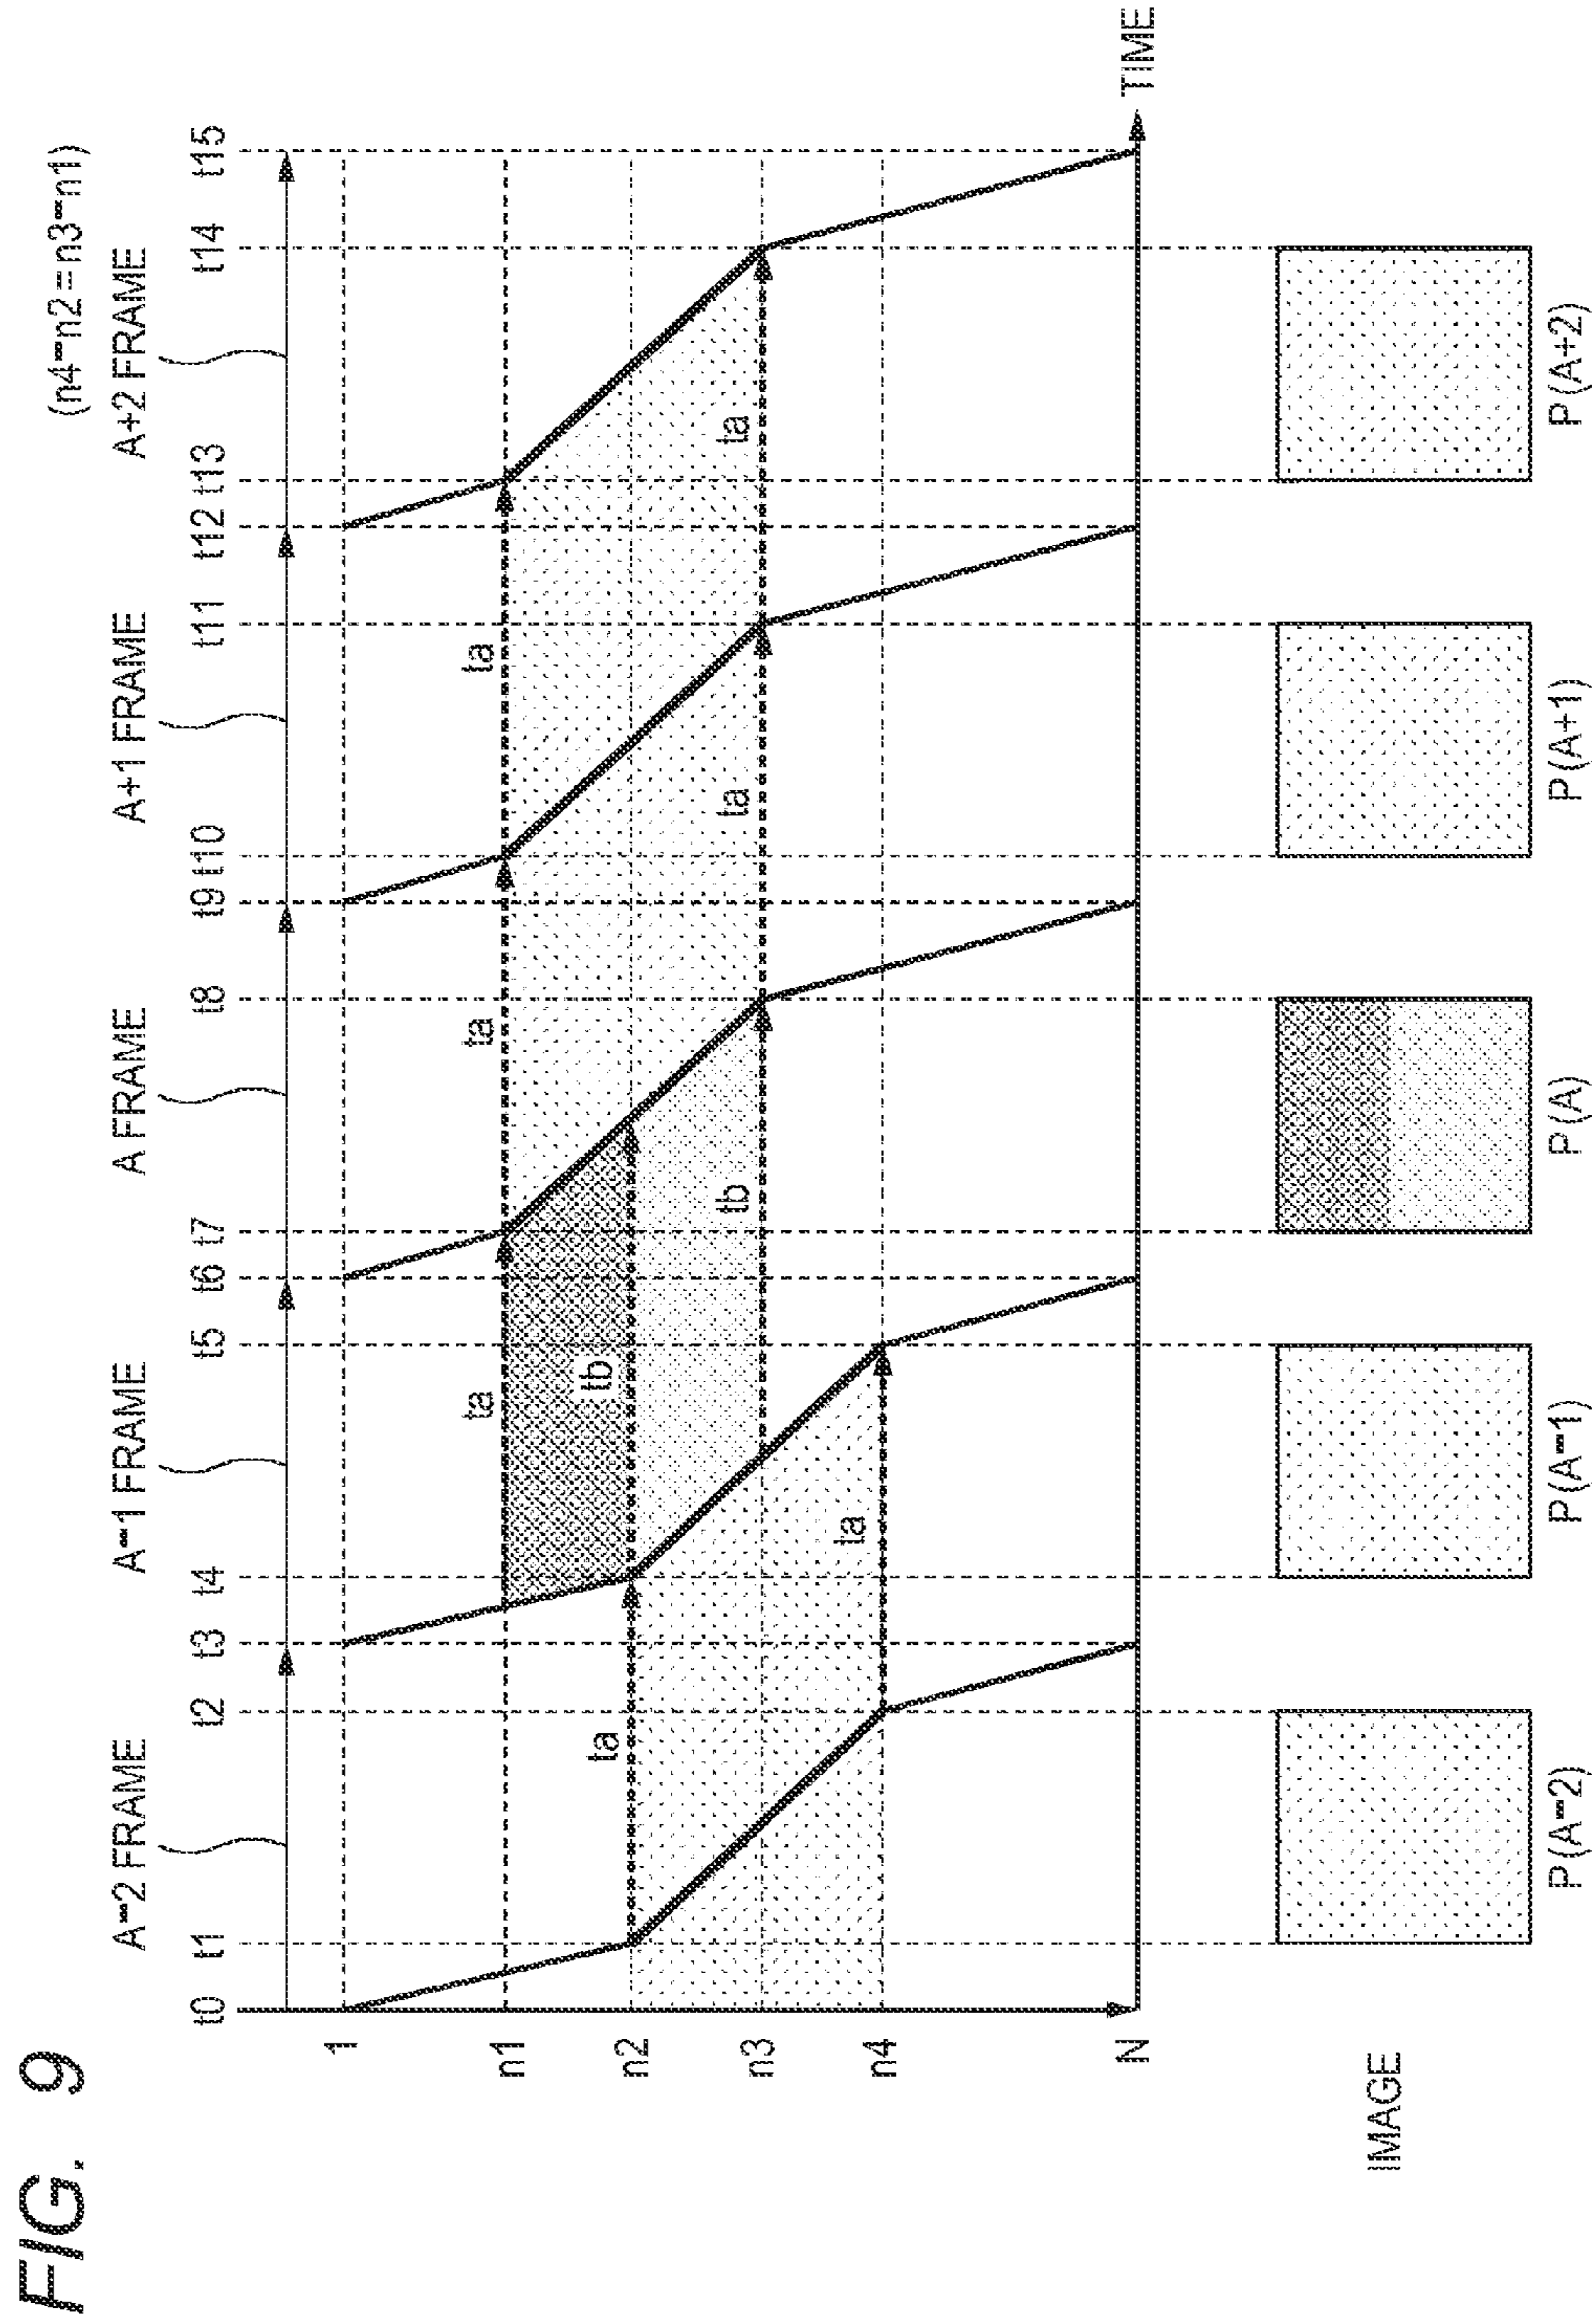 FIG. 9
(n4-n2=n3-n1)
A-2 FRAME
A-1 FRAME
A FRAME
A+1 FRAME
A+2 FRAME
t0 t1 t2 t3 t4 t5 t6 t7 t8 t9 t10 t11 t12 t13 t14 t15
1
n1
ta ta ta
n2
ta tb
n3
tb ta ta
n4
ta
N
TIME
IMAGE
P(A-2)
P(A-1)
P(A)
P(A+1)
P(A+2)